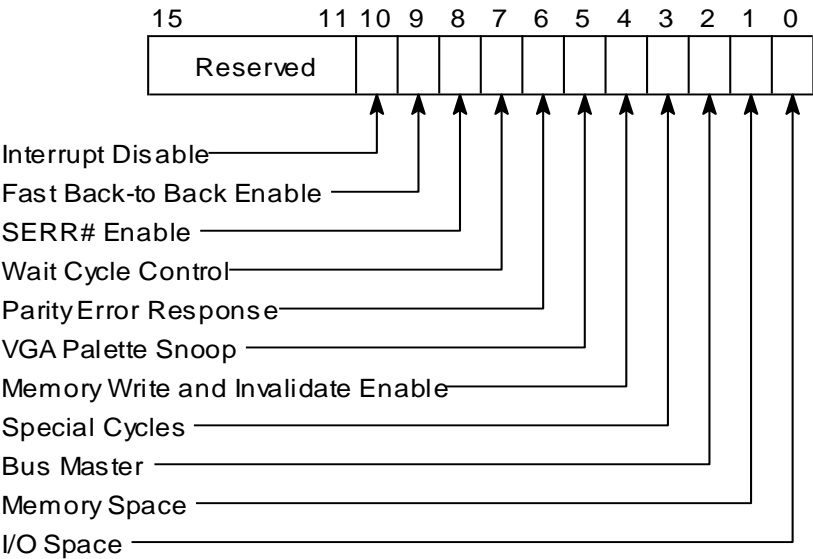 15 11 10 9 8 7 6 5 4 3 2 1 0
Reserved
Interrupt Disable
Fast Back-to Back Enable
SERR# Enable
Wait Cycle Control
Parity Error Response
VGA Palette Snoop
Memory Write and Invalidate Enable
Special Cycles
Bus Master
Memory Space
I/O Space